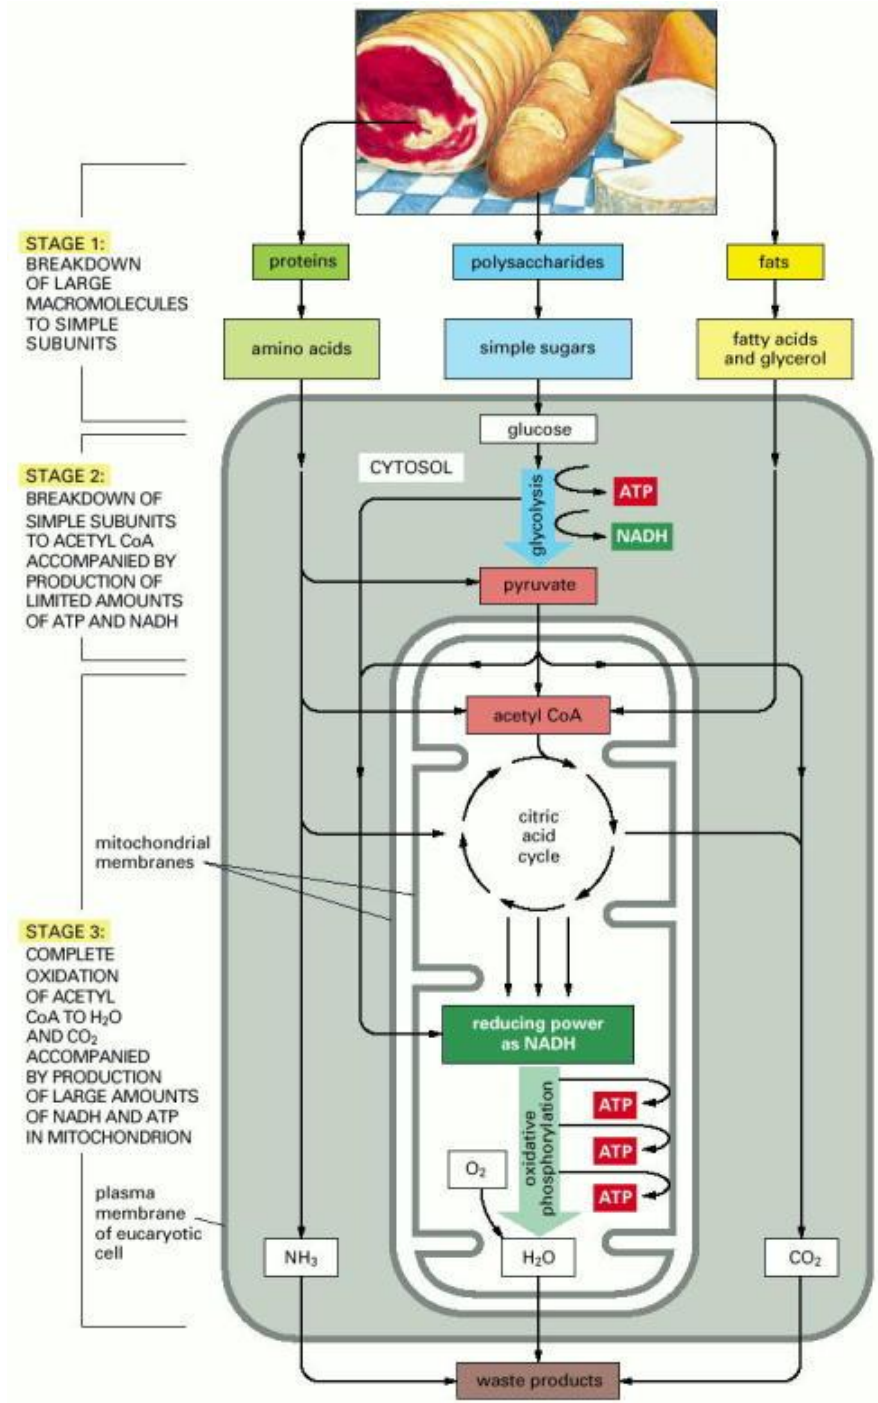 STAGE 1:
BREAKDOWN
OF LARGE
MACROMOLECULES
TO SIMPLE
SUBUNITS
proteins
polysaccharides
fats
amino acids
simple sugars
fatty acids
and glycerol
glucose
CYTOSOL
STAGE 2:
BREAKDOWN OF
SIMPLE SUBUNITS
TO ACETYL CoA
ACCOMPANIED BY
PRODUCTION OF
LIMITED AMOUNTS
OF ATP AND NADH
glycolysis
ATP
NADH
pyruvate
acetyl CoA
citric
acid
cycle
mitochondrial
membranes
STAGE 3:
COMPLETE
OXIDATION
OF ACETYL
CoA TO H₂O
AND CO₂
ACCOMPANIED
BY PRODUCTION
OF LARGE AMOUNTS
OF NADH AND ATP
IN MITOCHONDRION
reducing power
as NADH
oxidative
phosphorylation
ATP
ATP
ATP
O₂
plasma
membrane
of eucaryotic
cell
NH₃
H₂O
CO₂
waste products